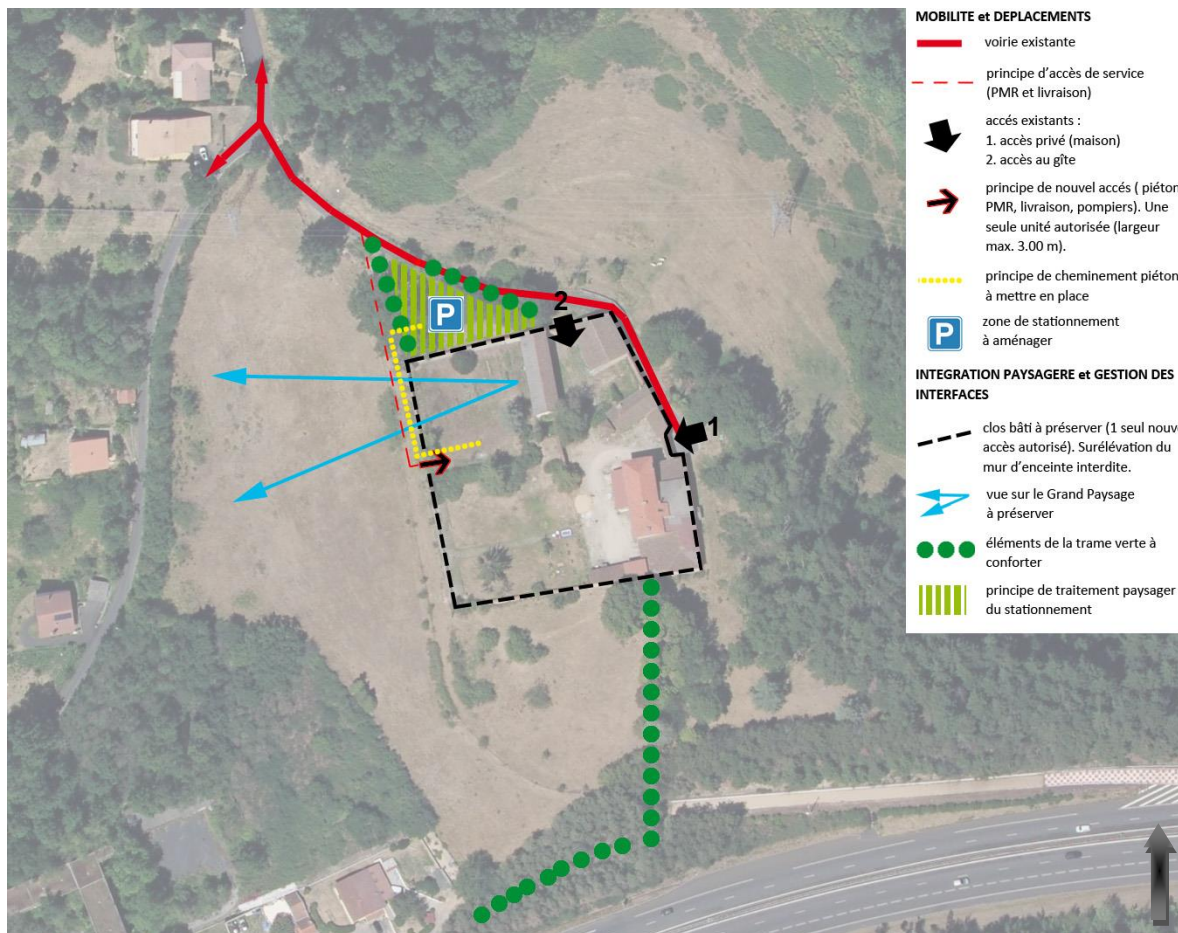 MOBILITE et DEPLACEMENTS
voirie existante
principe d'accès de service
(PMR et livraison)
accés existants :
1. accès privé (maison)
2. accès au gîte
principe de nouvel accés ( piéton
PMR, livraison, pompiers). Une
seule unité autorisée (largeur
max. 3.00 m).
principe de cheminement piéton
à mettre en place
P
zone de stationnement
à aménager
INTEGRATION PAYSAGERE et GESTION DES
INTERFACES
clos bâti à préserver (1 seul nouv
accès autorisé). Surélévation du
mur d'enceinte interdite.
vue sur le Grand Paysage
à préserver
éléments de la trame verte à
conforter
principe de traitement paysager
du stationnement
2
P
1